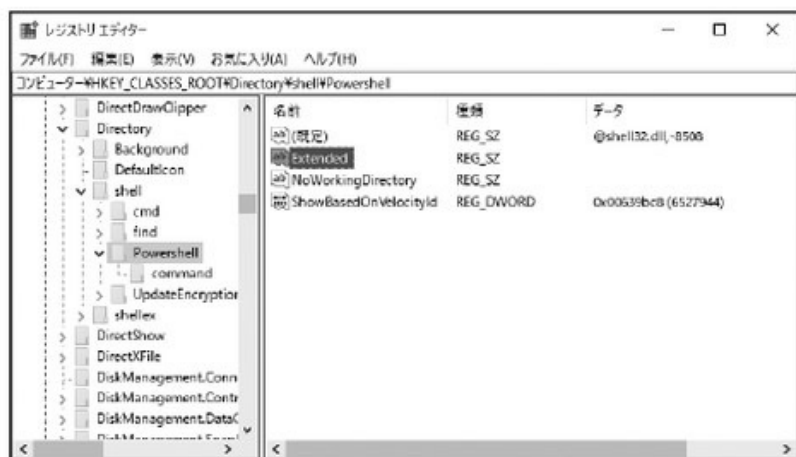 レジストリ エディター
ファイル(F) 編集(E) 表示(V) お気に入り(A) ヘルプ(H)
コンピューター¥HKEY_CLASSES_ROOT¥Directory¥shell¥Powershell
DirectDrawClipper
Directory
Background
DefaultIcon
shell
cmd
find
Powershell
command
UpdateEncryption
shellex
DirectShow
DirectXFile
DiskManagement.Conn
DiskManagement.Contr
DiskManagement.DataC
名前 種類 データ
(既定) REG_SZ @shell32.dll,-8508
Extended REG_SZ
NoWorkingDirectory REG_SZ
ShowBasedOnVelocityId REG_DWORD 0x00639bc8 (6527944)